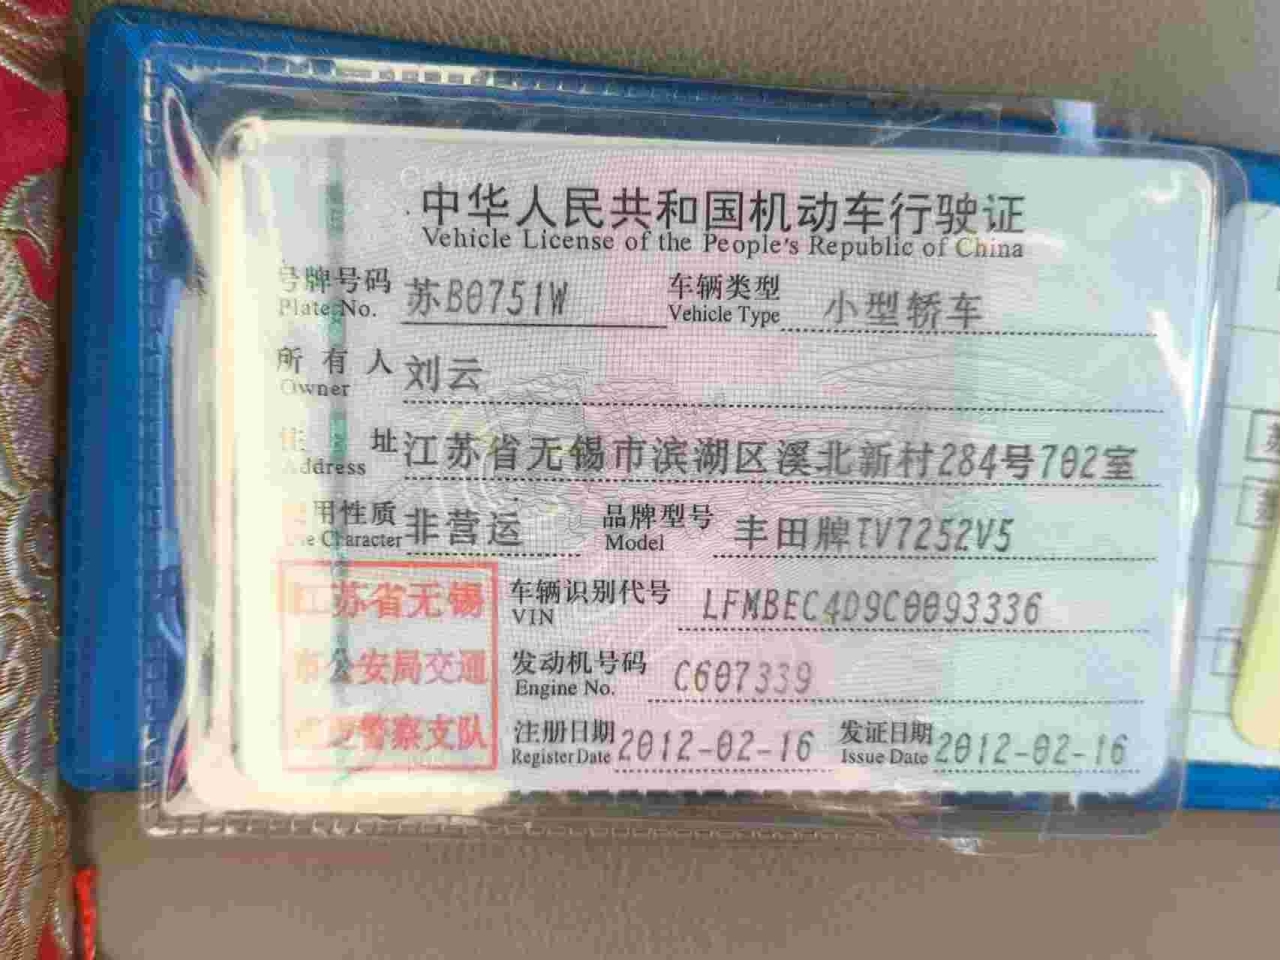 中华人民共和国机动车行驶证
Vehicle License of the People's Republic of China
号牌号码 苏B0751W 车辆类型 小型轿车
Plate No. Vehicle Type
所有人 刘云
Owner
住址 江苏省无锡市滨湖区溪北新村284号702室
Address
用性质 非营运 品牌型号 丰田牌TV7252V5
Character Model
江苏省无锡
市公安局交通
警察支队
车辆识别代号 LFMBEC4D9C0093336
VIN
发动机号码 C607339
Engine No.
注册日期 2012-02-16 发证日期 2012-02-16
Register Date Issue Date